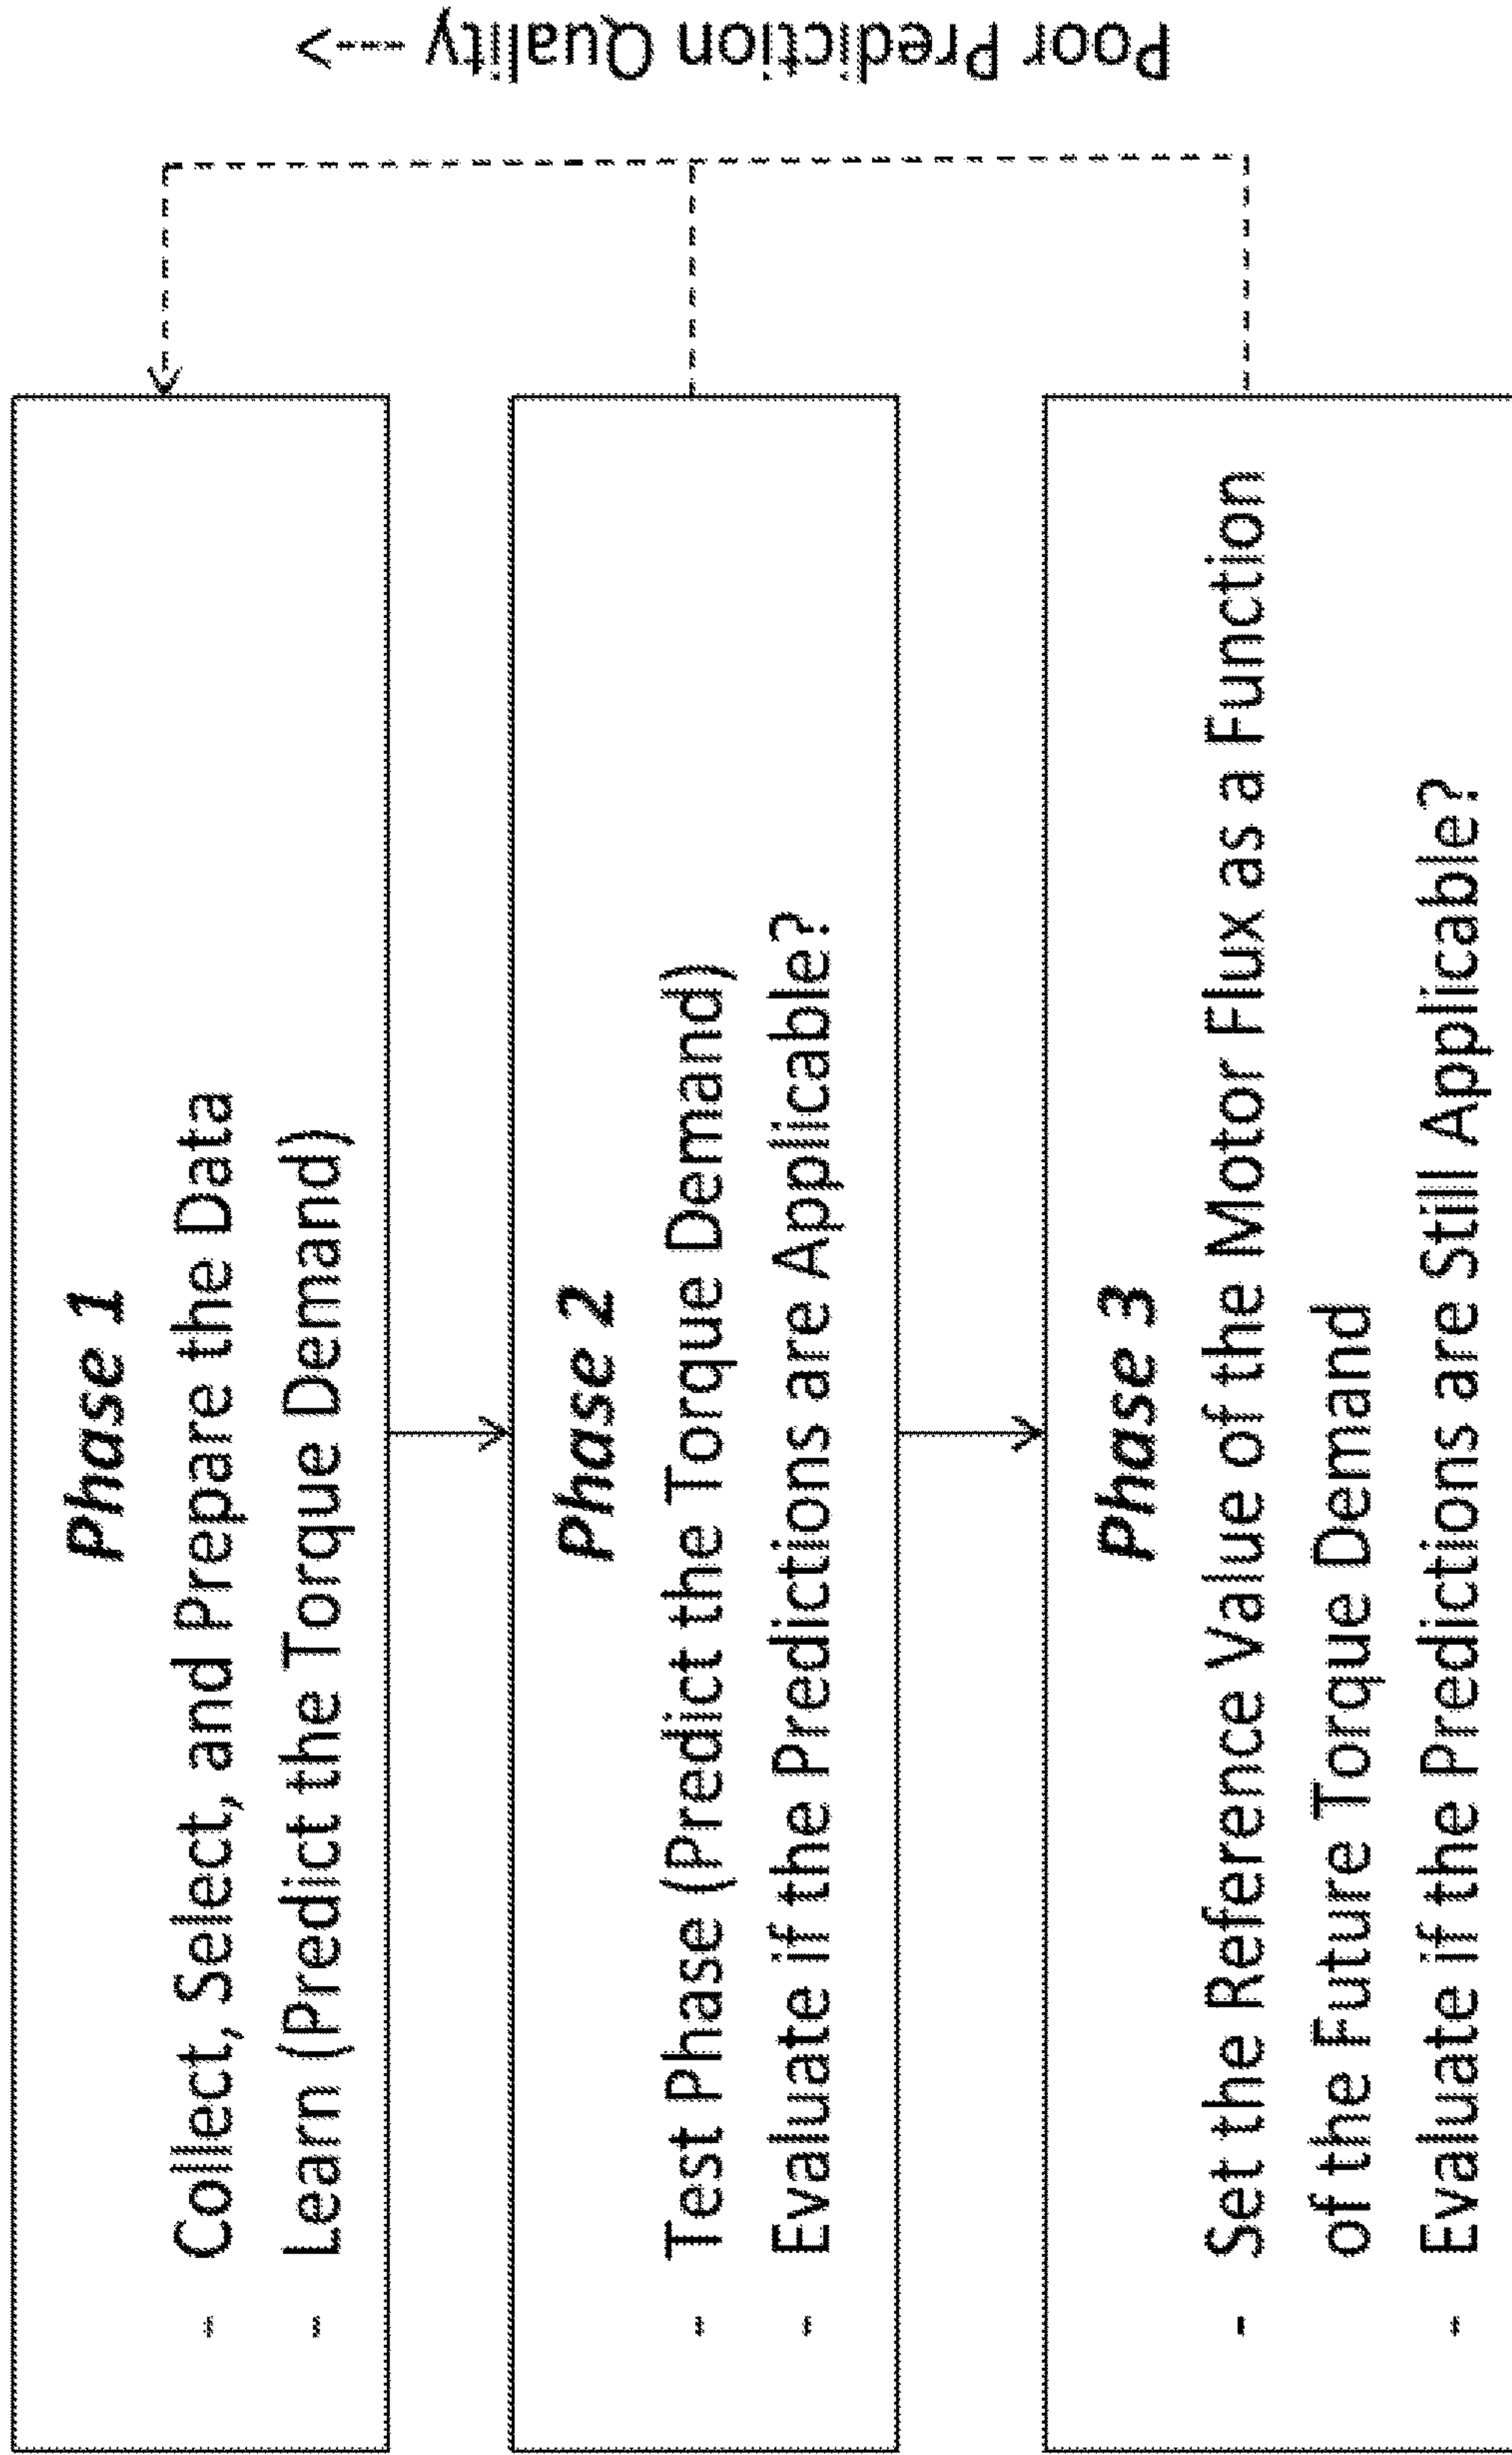 Phase 1
- Collect, Select, and Prepare the Data
- Learn (Predict the Torque Demand)
Phase 2
- Test Phase (Predict the Torque Demand)
- Evaluate if the Predictions are Applicable?
Phase 3
- Set the Reference Value of the Motor Flux as a Function
of the Future Torque Demand
- Evaluate if the Predictions are Still Applicable?
Poor Prediction Quality --->